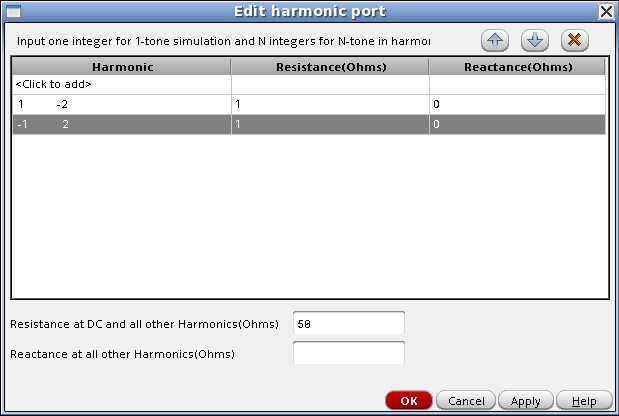 Edit harmonic port
Input one integer for 1-tone simulation and N integers for N-tone in harmor
Harmonic Resistance(Ohms) Reactance(Ohms)
<Click to add>
1 -2 1 0
-1 2 1 0
Resistance at DC and all other Harmonics(Ohms) 50
Reactance at all other Harmonics(Ohms)
OK Cancel Apply Help